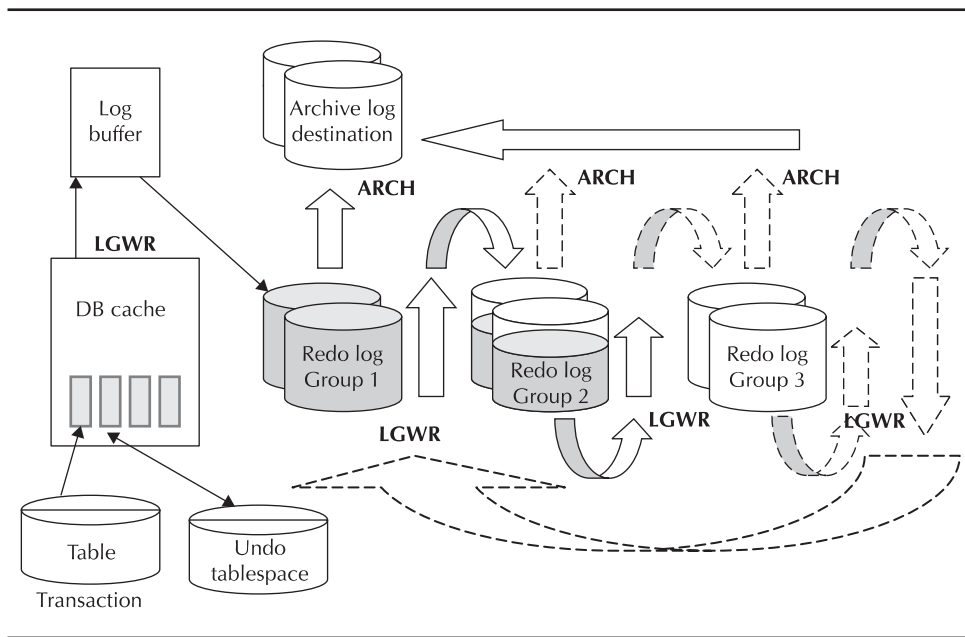 Log
buffer
Archive log
destination
ARCH
ARCH
ARCH
LGWR
DB cache
Redo log
Group 1
Redo log
Group 2
Redo log
Group 3
LGWR
LGWR
LGWR
Table
Undo
tablespace
Transaction